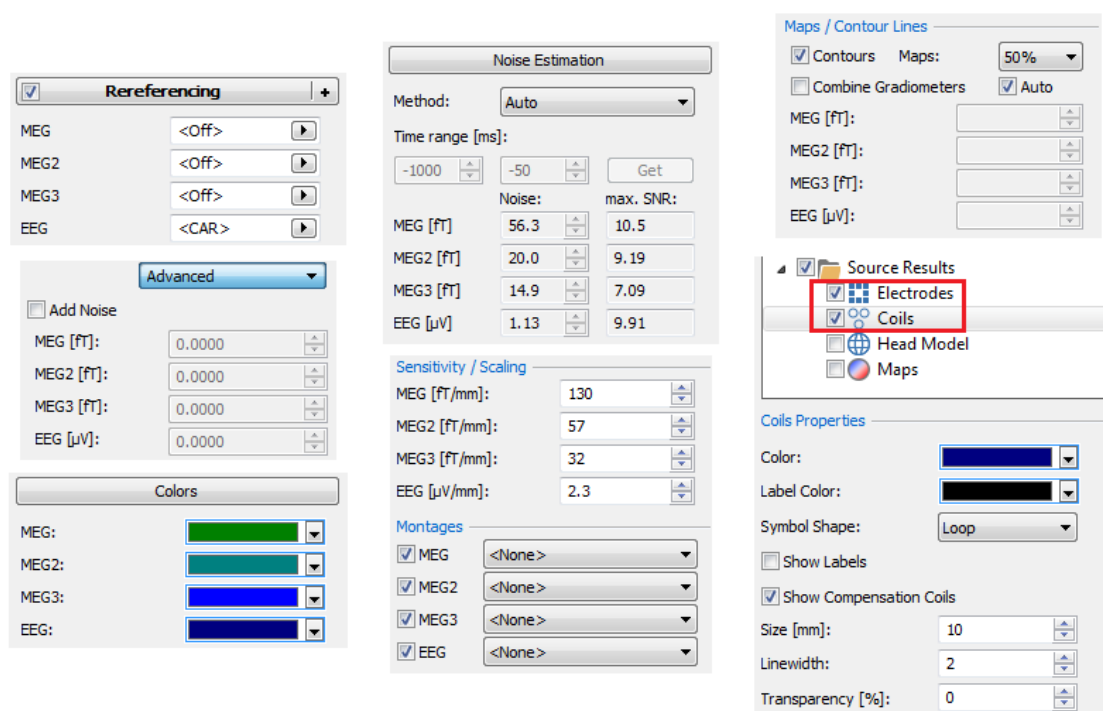 Rereferencing +
MEG <Off>
MEG2 <Off>
MEG3 <Off>
EEG <CAR>
Advanced
Add Noise
MEG [fT]: 0.0000
MEG2 [fT]: 0.0000
MEG3 [fT]: 0.0000
EEG [µV]: 0.0000
Colors
MEG:
MEG2:
MEG3:
EEG:
Noise Estimation
Method: Auto
Time range [ms]:
-1000 -50 Get
Noise: max. SNR:
MEG [fT] 56.3 10.5
MEG2 [fT] 20.0 9.19
MEG3 [fT] 14.9 7.09
EEG [µV] 1.13 9.91
Sensitivity / Scaling
MEG [fT/mm]: 130
MEG2 [fT/mm]: 57
MEG3 [fT/mm]: 32
EEG [µV/mm]: 2.3
Montages
MEG <None>
MEG2 <None>
MEG3 <None>
EEG <None>
Maps / Contour Lines
Contours Maps: 50%
Combine Gradiometers Auto
MEG [fT]:
MEG2 [fT]:
MEG3 [fT]:
EEG [µV]:
Source Results
Electrodes
Coils
Head Model
Maps
Coils Properties
Color:
Label Color:
Symbol Shape: Loop
Show Labels
Show Compensation Coils
Size [mm]: 10
Linewidth: 2
Transparency [%]: 0